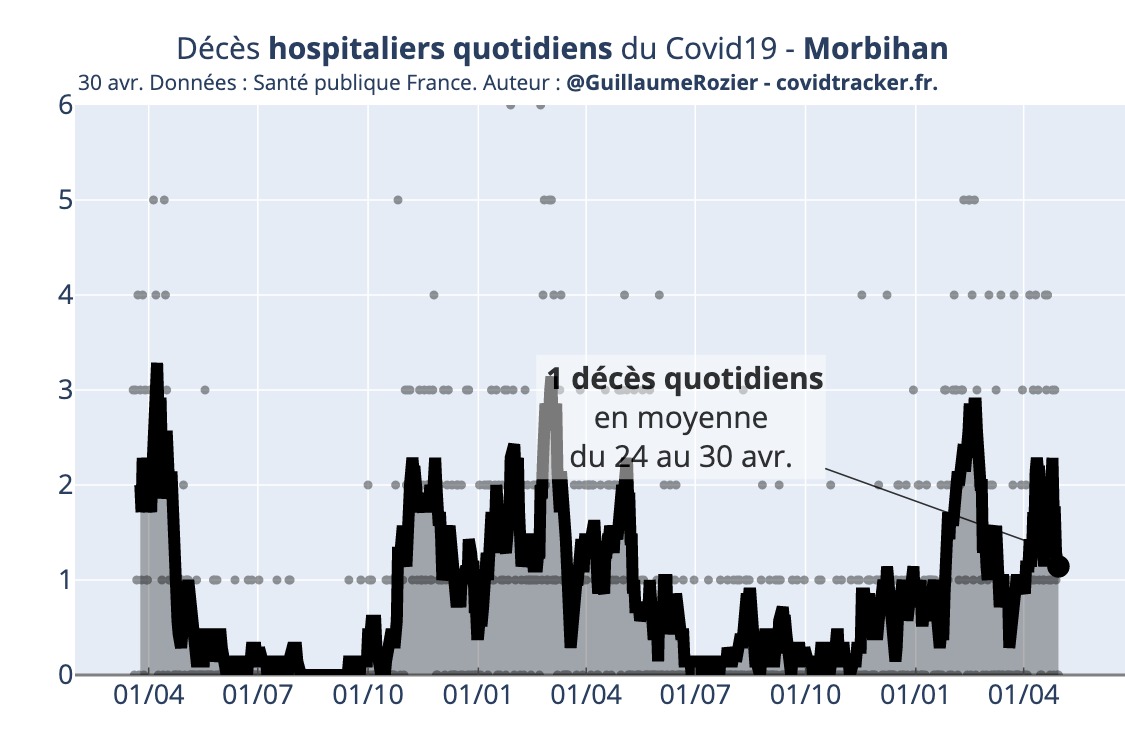 Décès hospitaliers quotidiens du Covid19 - Morbihan
30 avr. Données : Santé publique France. Auteur : @GuillaumeRozier - covidtracker.fr.
6
5
4
3
2
1
0
1 décès quotidiens
en moyenne
du 24 au 30 avr.
01/04 01/07 01/10 01/01 01/04 01/07 01/10 01/01 01/04